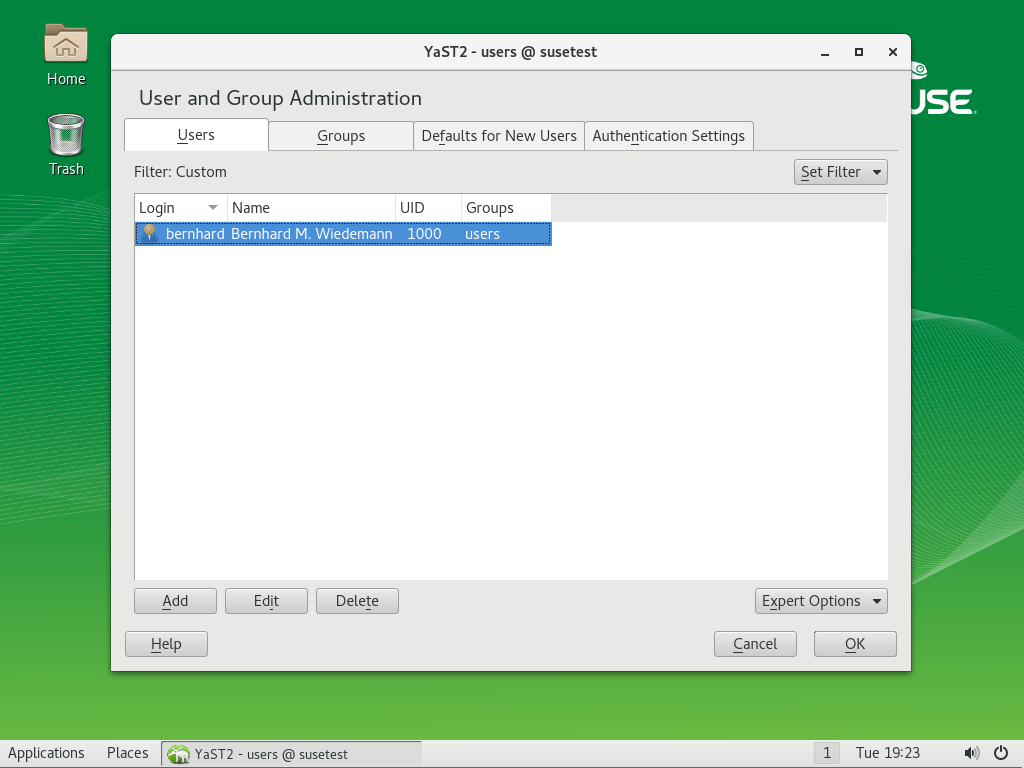 Home
Trash
YaST2 - users @ susetest
USE
User and Group Administration
Users Groups Defaults for New Users Authentication Settings
Filter: Custom Set Filter
Login Name UID Groups
bernhard Bernhard M. Wiedemann 1000 users
Add Edit Delete Expert Options
Help Cancel OK
Applications Places YaST2 - users @ susetest 1 Tue 19:23